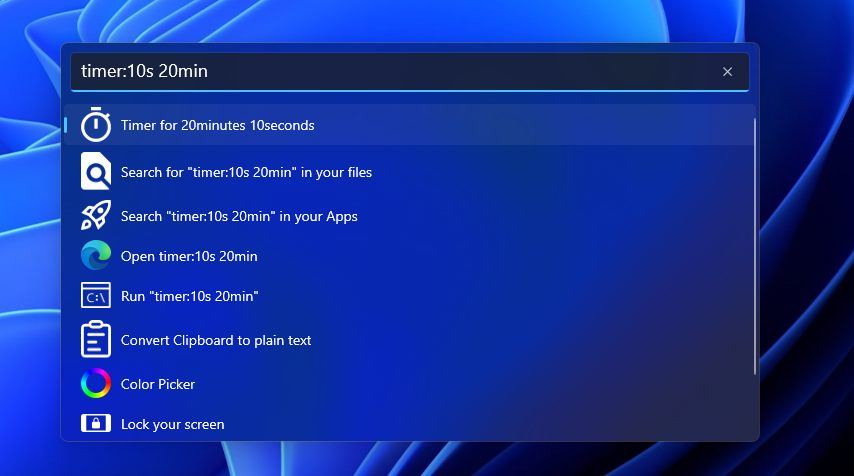 timer:10s 20min
Timer for 20minutes 10seconds
Search for "timer:10s 20min" in your files
Search "timer:10s 20min" in your Apps
Open timer:10s 20min
C:\
Run "timer:10s 20min"
Convert Clipboard to plain text
Color Picker
Lock your screen